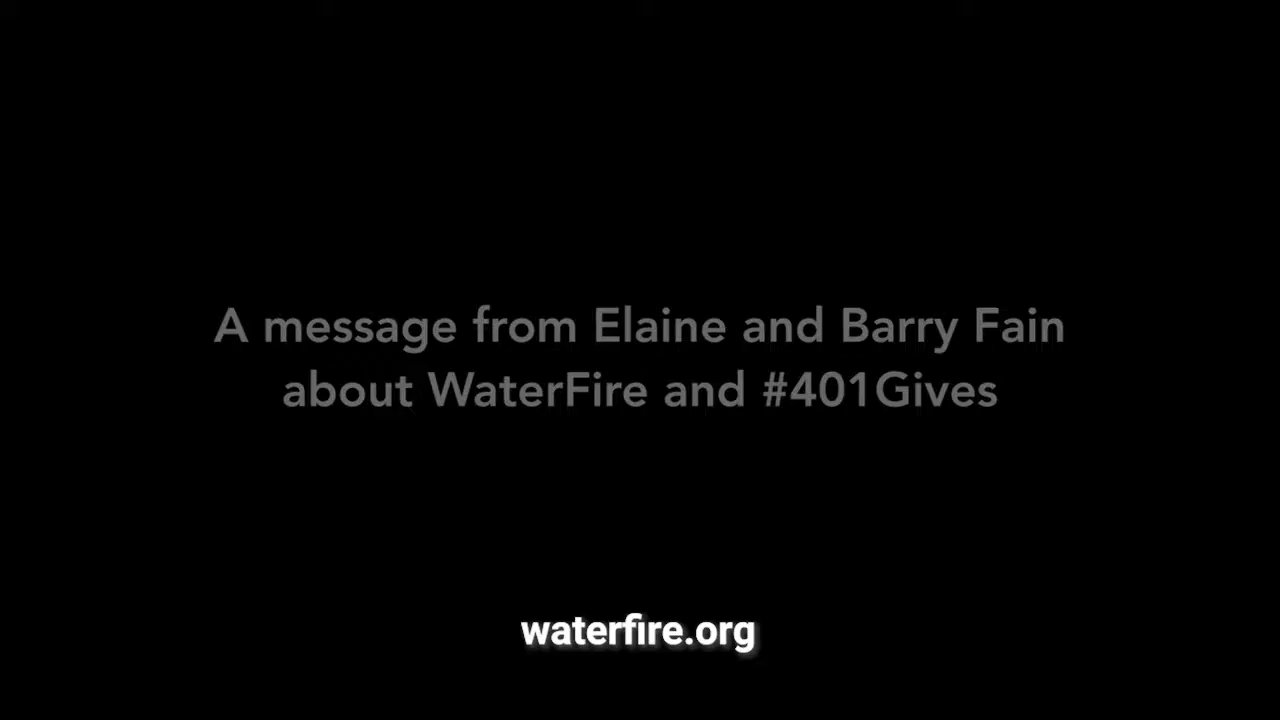 A message from Elaine and Barry Fain
about WaterFire and #401Gives
waterfire.org